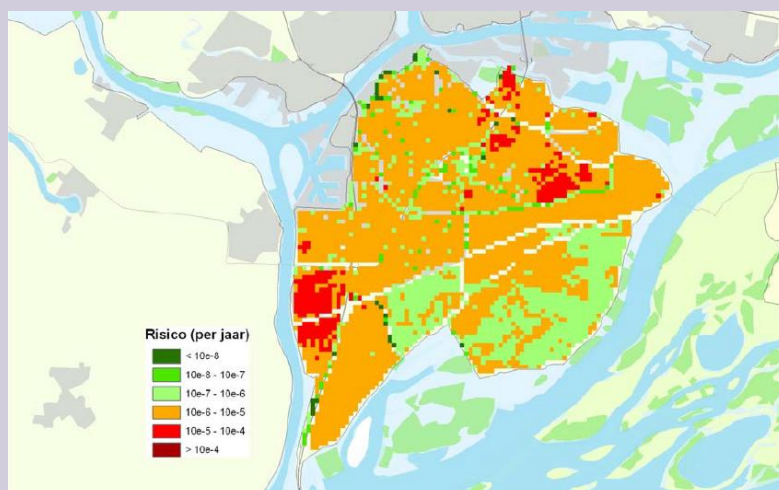 Risico (per jaar)
< 10e-8
10e-8 - 10e-7
10e-7 - 10e-6
10e-6 - 10e-5
10e-5 - 10e-4
> 10e-4